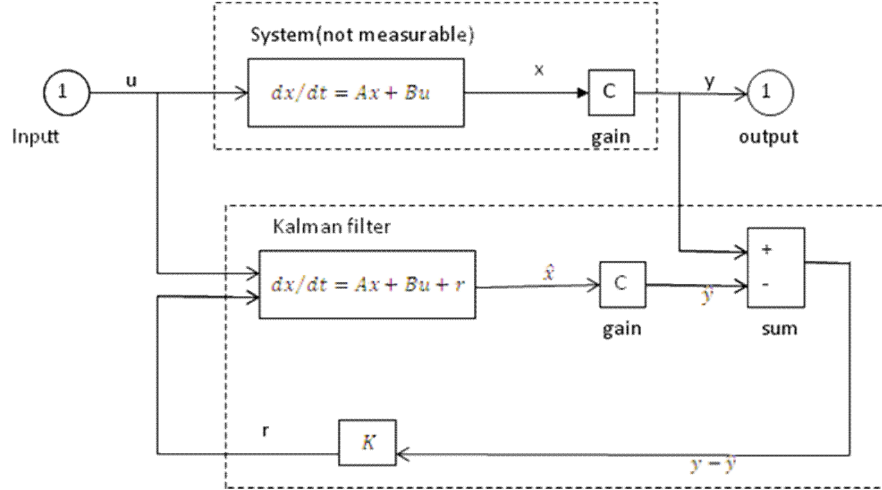 System(not measurable)
u
1
dx/dt = Ax + Bu
x
C
y
1
Inputt
gain
output
Kalman filter
dx/dt = Ax + Bu + r
x̂
C
ŷ
+
-
gain
sum
r
K
y − ŷ